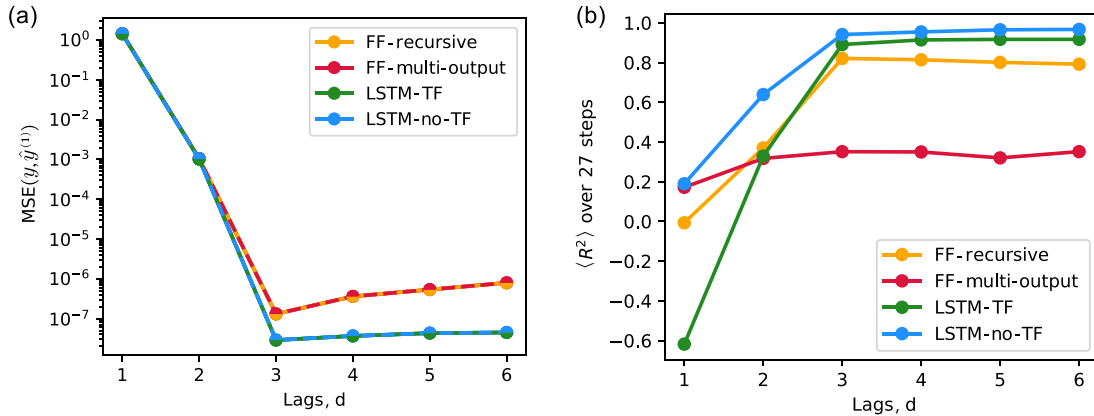 (a)
MSE(y,ŷ⁽¹⁾)
10⁰
10⁻¹
10⁻²
10⁻³
10⁻⁴
10⁻⁵
10⁻⁶
10⁻⁷
FF-recursive
FF-multi-output
LSTM-TF
LSTM-no-TF
1 2 3 4 5 6
Lags, d
(b)
⟨R²⟩ over 27 steps
1.0
0.8
0.6
0.4
0.2
0.0
−0.2
−0.4
−0.6
FF-recursive
FF-multi-output
LSTM-TF
LSTM-no-TF
1 2 3 4 5 6
Lags, d